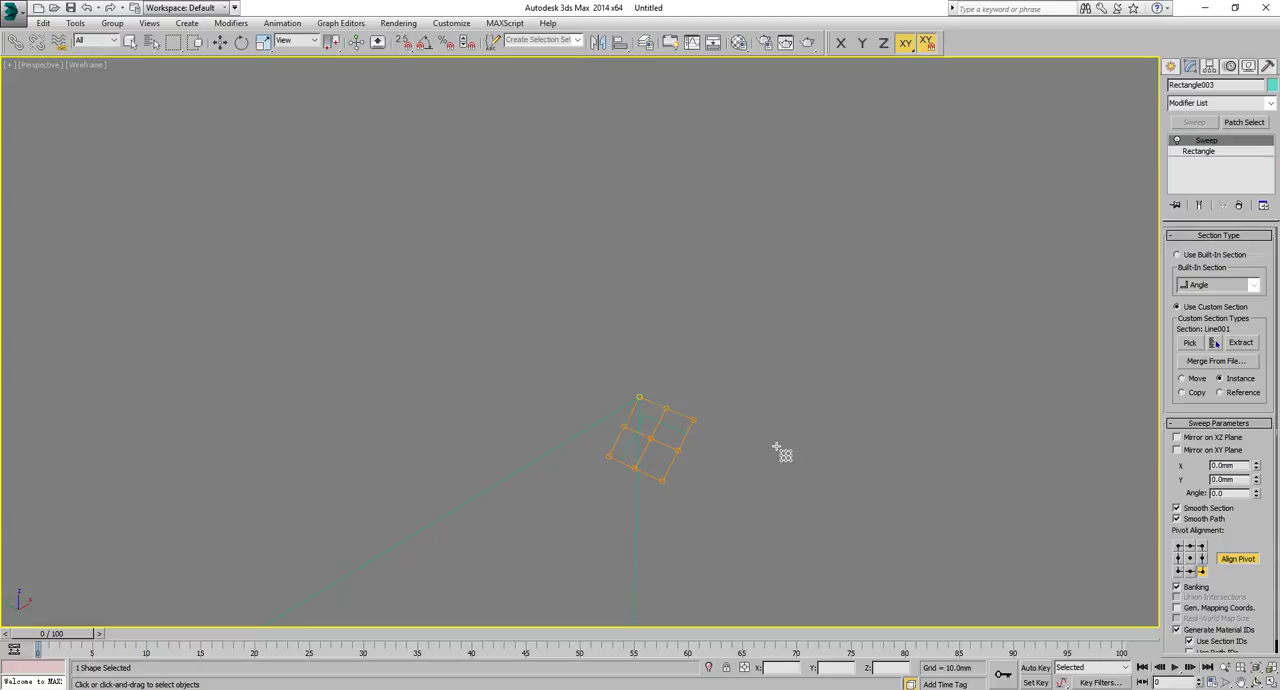 Autodesk 3ds Max 2014 x64 Untitled
Workspace: Default
Type a keyword or phrase
Edit Tools Group Views Create Modifiers Animation Graph Editors Rendering Customize MAXScript Help
All View Create Selection Se X Y Z XY XY
[+] [Perspective] [Wireframe]
Rectangle003
Modifier List
Sweep Patch Select
Sweep
Rectangle
- Section Type
Use Built-In Section
Built-In Section
Angle
Use Custom Section
Custom Section Types
Section: Line001
Pick Extract
Merge From File...
Move Instance
Copy Reference
- Sweep Parameters
Mirror on XZ Plane
Mirror on XY Plane
X 0.0mm
Y 0.0mm
Angle: 0.0
Smooth Section
Smooth Path
Pivot Alignment:
Align Pivot
Banking
Union Intersections
Gen. Mapping Coords.
Real-World Map Size
Generate Material IDs
Use Section IDs
Use Path IDs
z x
< 0 / 100 >
0 5 10 15 20 25 30 35 40 45 50 55 60 65 70 75 80 85 90 95 100
1 Shape Selected X: Y: Z: Grid = 10.0mm Auto Key Selected
Welcome to MAX: Click or click-and-drag to select objects Add Time Tag Set Key Key Filters... 0